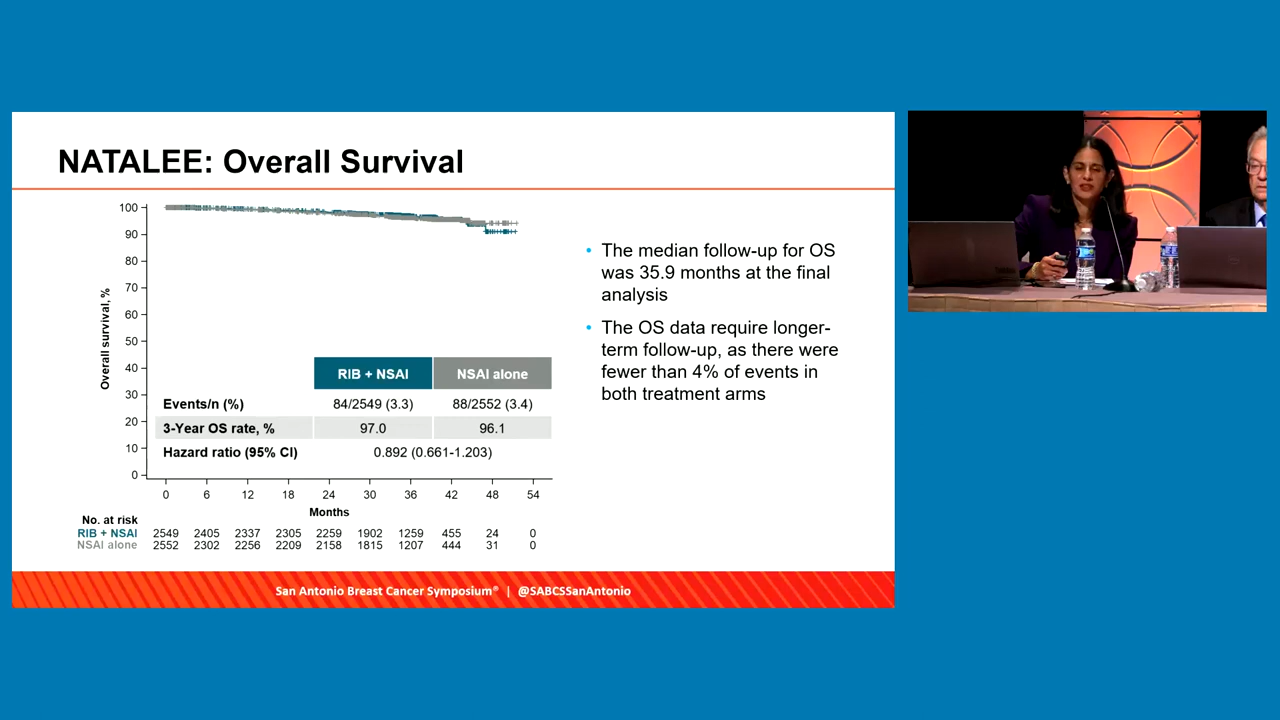 NATALEE: Overall Survival
100
90
80
70
60
50
40
30
20
10
0
Overall survival, %
RIB + NSAI NSAI alone
Events/n (%) 84/2549 (3.3) 88/2552 (3.4)
3-Year OS rate, % 97.0 96.1
Hazard ratio (95% CI) 0.892 (0.661-1.203)
0 6 12 18 24 30 36 42 48 54
Months
No. at risk
RIB + NSAI 2549 2405 2337 2305 2259 1902 1259 455 24 0
NSAI alone 2552 2302 2256 2209 2158 1815 1207 444 31 0
• The median follow-up for OS
was 35.9 months at the final
analysis
• The OS data require longer-
term follow-up, as there were
fewer than 4% of events in
both treatment arms
San Antonio Breast Cancer Symposium® | @SABCSSanAntonio